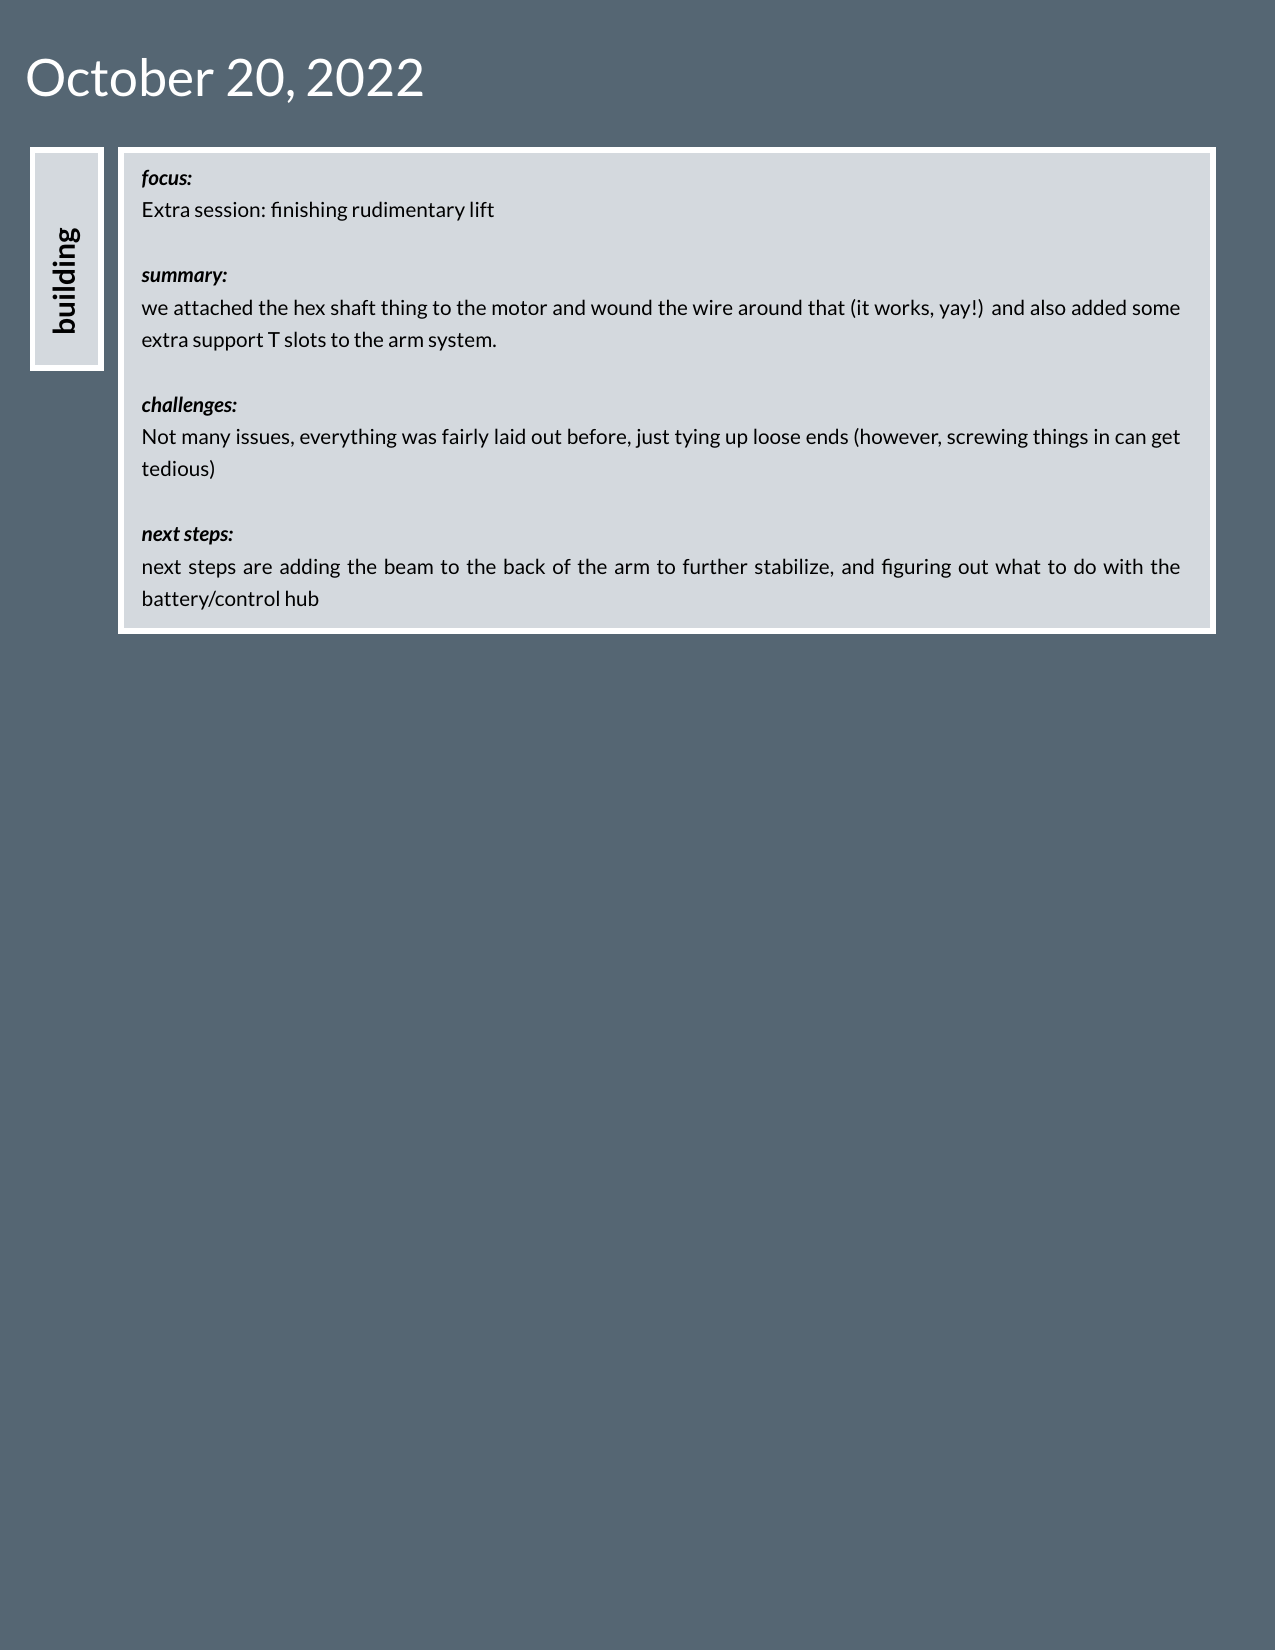 October 20, 2022
building
focus:
Extra session: finishing rudimentary lift
summary:
we attached the hex shaft thing to the motor and wound the wire around that (it works, yay!) and also added some
extra support T slots to the arm system.
challenges:
Not many issues, everything was fairly laid out before, just tying up loose ends (however, screwing things in can get
tedious)
next steps:
next steps are adding the beam to the back of the arm to further stabilize, and figuring out what to do with the
battery/control hub